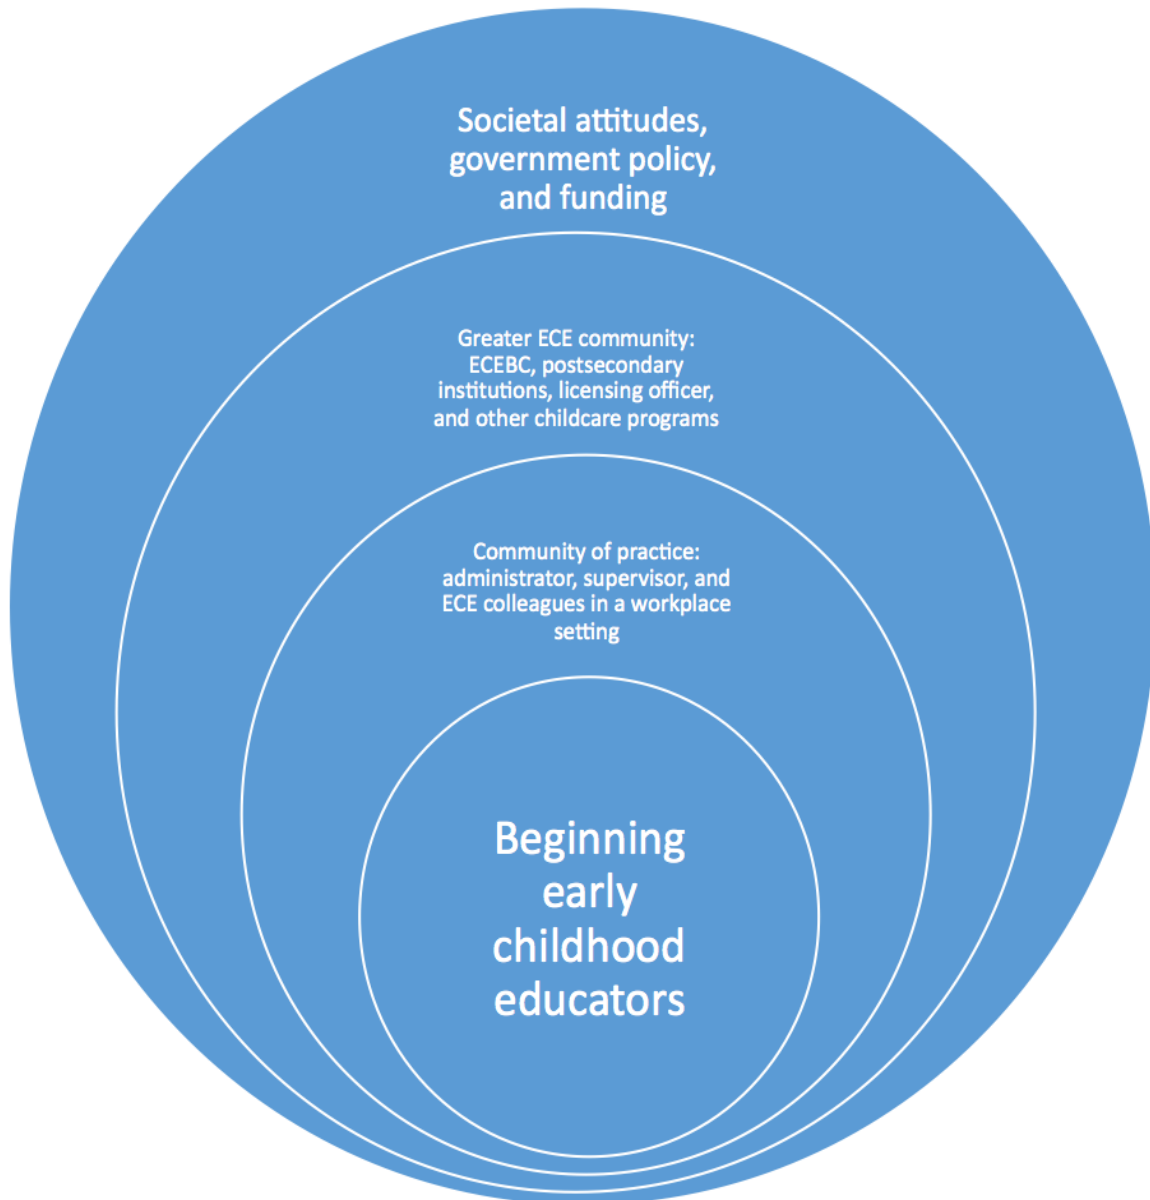 Societal attitudes,
government policy,
and funding
Greater ECE community:
ECEBC, postsecondary
institutions, licensing officer,
and other childcare programs
Community of practice:
administrator, supervisor, and
ECE colleagues in a workplace
setting
Beginning
early
childhood
educators